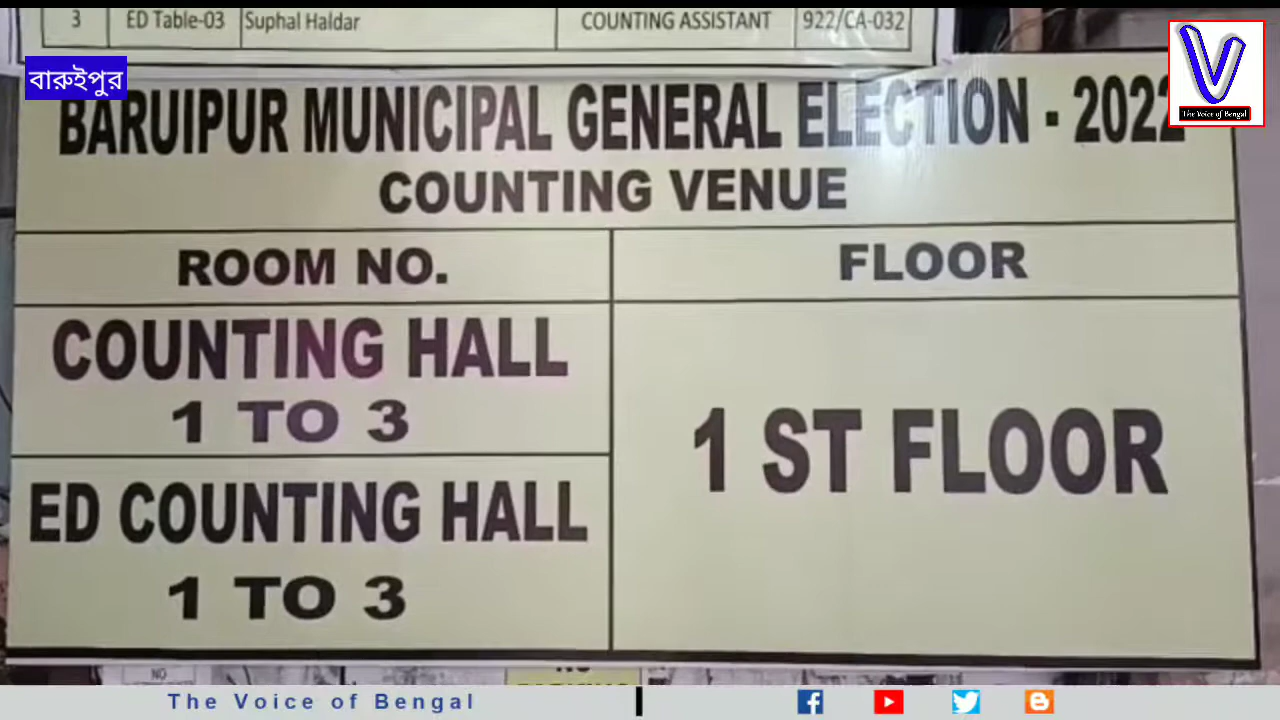 3 ED Table-03 Suphal Haldar COUNTING ASSISTANT 922/CA-032
বারুইপুর
V
The Voice of Bengal
BARUIPUR MUNICIPAL GENERAL ELECTION - 2022
COUNTING VENUE
ROOM NO. FLOOR
COUNTING HALL
1 TO 3
1 ST FLOOR
ED COUNTING HALL
1 TO 3
NO
The Voice of Bengal